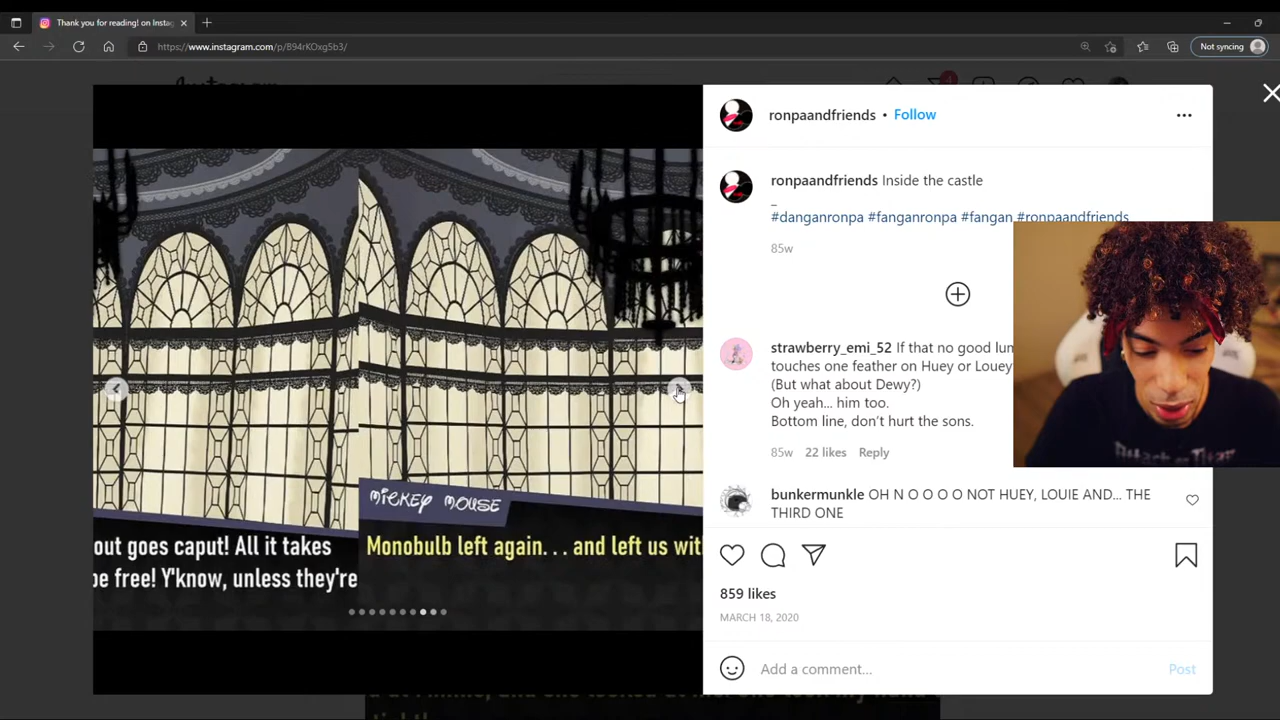 Thank you for reading! on Insta
https://www.instagram.com/p/B94rKOxg5b3/
Not syncing
ronpaandfriends • Follow
ronpaandfriends Inside the castle
_
#danganronpa #fanganronpa #fangan #ronpaandfriends
85w
strawberry_emi_52 If that no good
touches one feather on Huey or Louey
(But what about Dewy?)
Oh yeah... him too.
Bottom line, don't hurt the sons.
85w 22 likes Reply
bunkermunkle OH N O O O O NOT HUEY, LOUIE AND... THE
THIRD ONE
859 likes
MARCH 18, 2020
Add a comment...
Post
out goes caput! All it takes
be free! Y'know, unless they're
MICKEY MOUSE
Monobulb left again... and left us wit